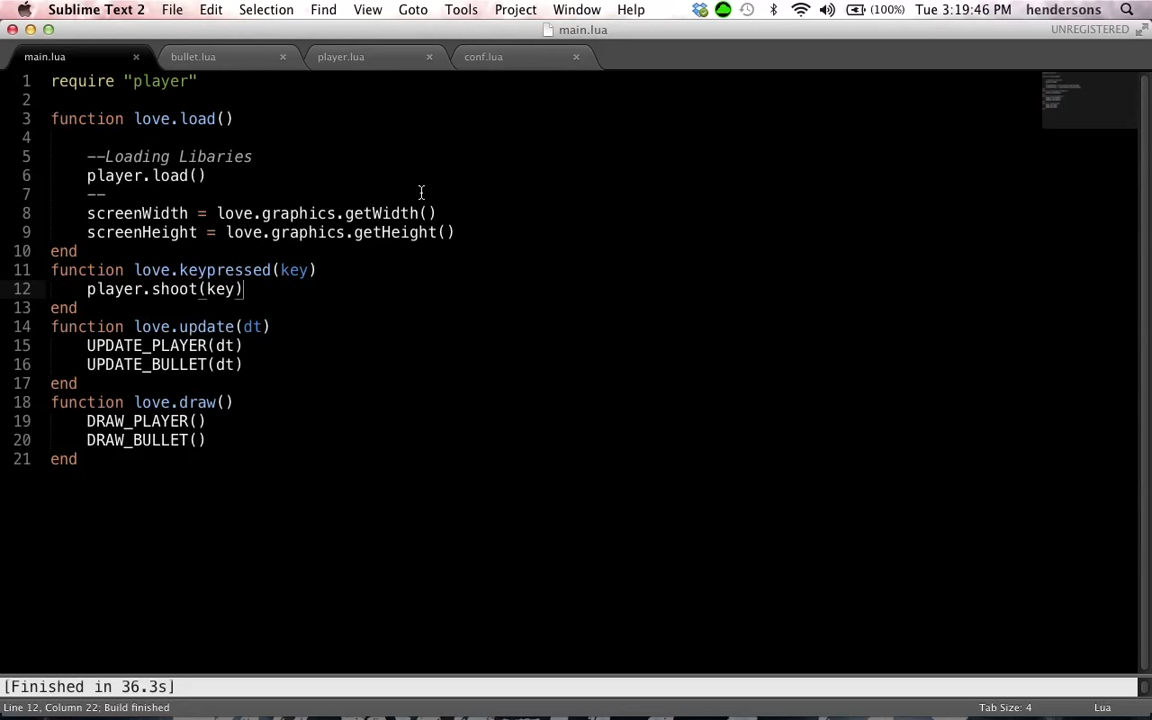 Sublime Text 2 File Edit Selection Find View Goto Tools Project Window Help (100%) Tue 3:19:46 PM hendersons
main.lua UNREGISTERED
main.lua × bullet.lua × player.lua × conf.lua ×
1 require "player"
2
3 function love.load()
4
5 --Loading Libaries
6 player.load()
7 --
8 screenWidth = love.graphics.getWidth()
9 screenHeight = love.graphics.getHeight()
10 end
11 function love.keypressed(key)
12 player.shoot(key)
13 end
14 function love.update(dt)
15 UPDATE_PLAYER(dt)
16 UPDATE_BULLET(dt)
17 end
18 function love.draw()
19 DRAW_PLAYER()
20 DRAW_BULLET()
21 end
[Finished in 36.3s]
Line 12, Column 22; Build finished Tab Size: 4 Lua